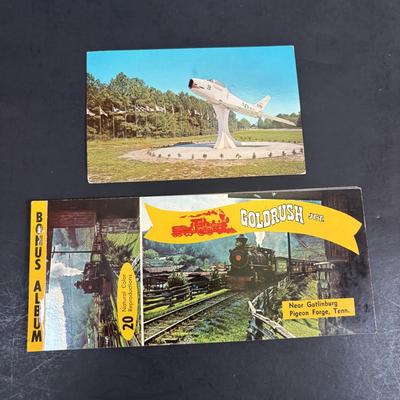 GOLDRUSH JCT.
BONUS ALBUM
20
Natural Color
Reproductions
Near Gatlinburg
Pigeon Forge, Tenn.